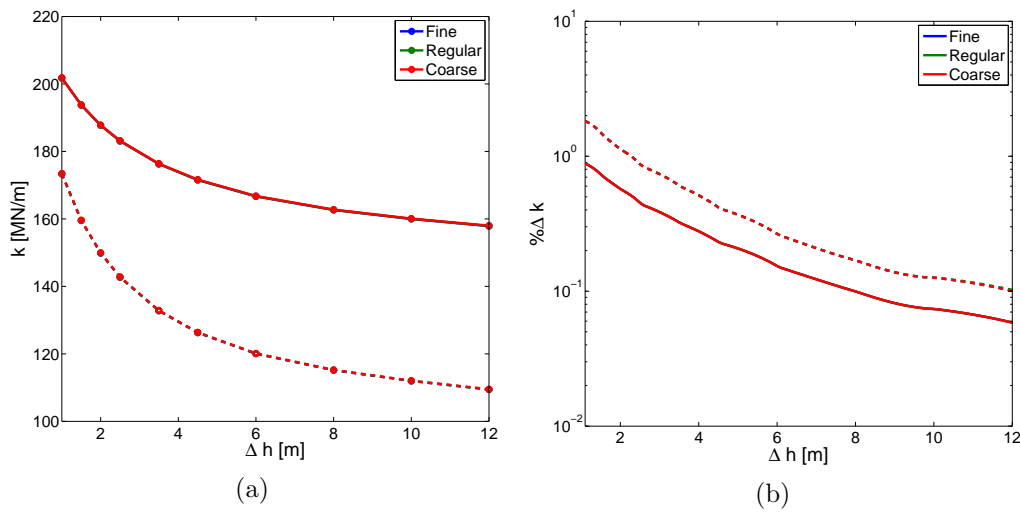 220
200
180
160
140
120
100
k [MN/m]
2 4 6 8 10 12
Δ h [m]
Fine
Regular
Coarse
(a)
10^1
10^0
10^-1
10^-2
%Δ k
2 4 6 8 10 12
Δ h [m]
Fine
Regular
Coarse
(b)